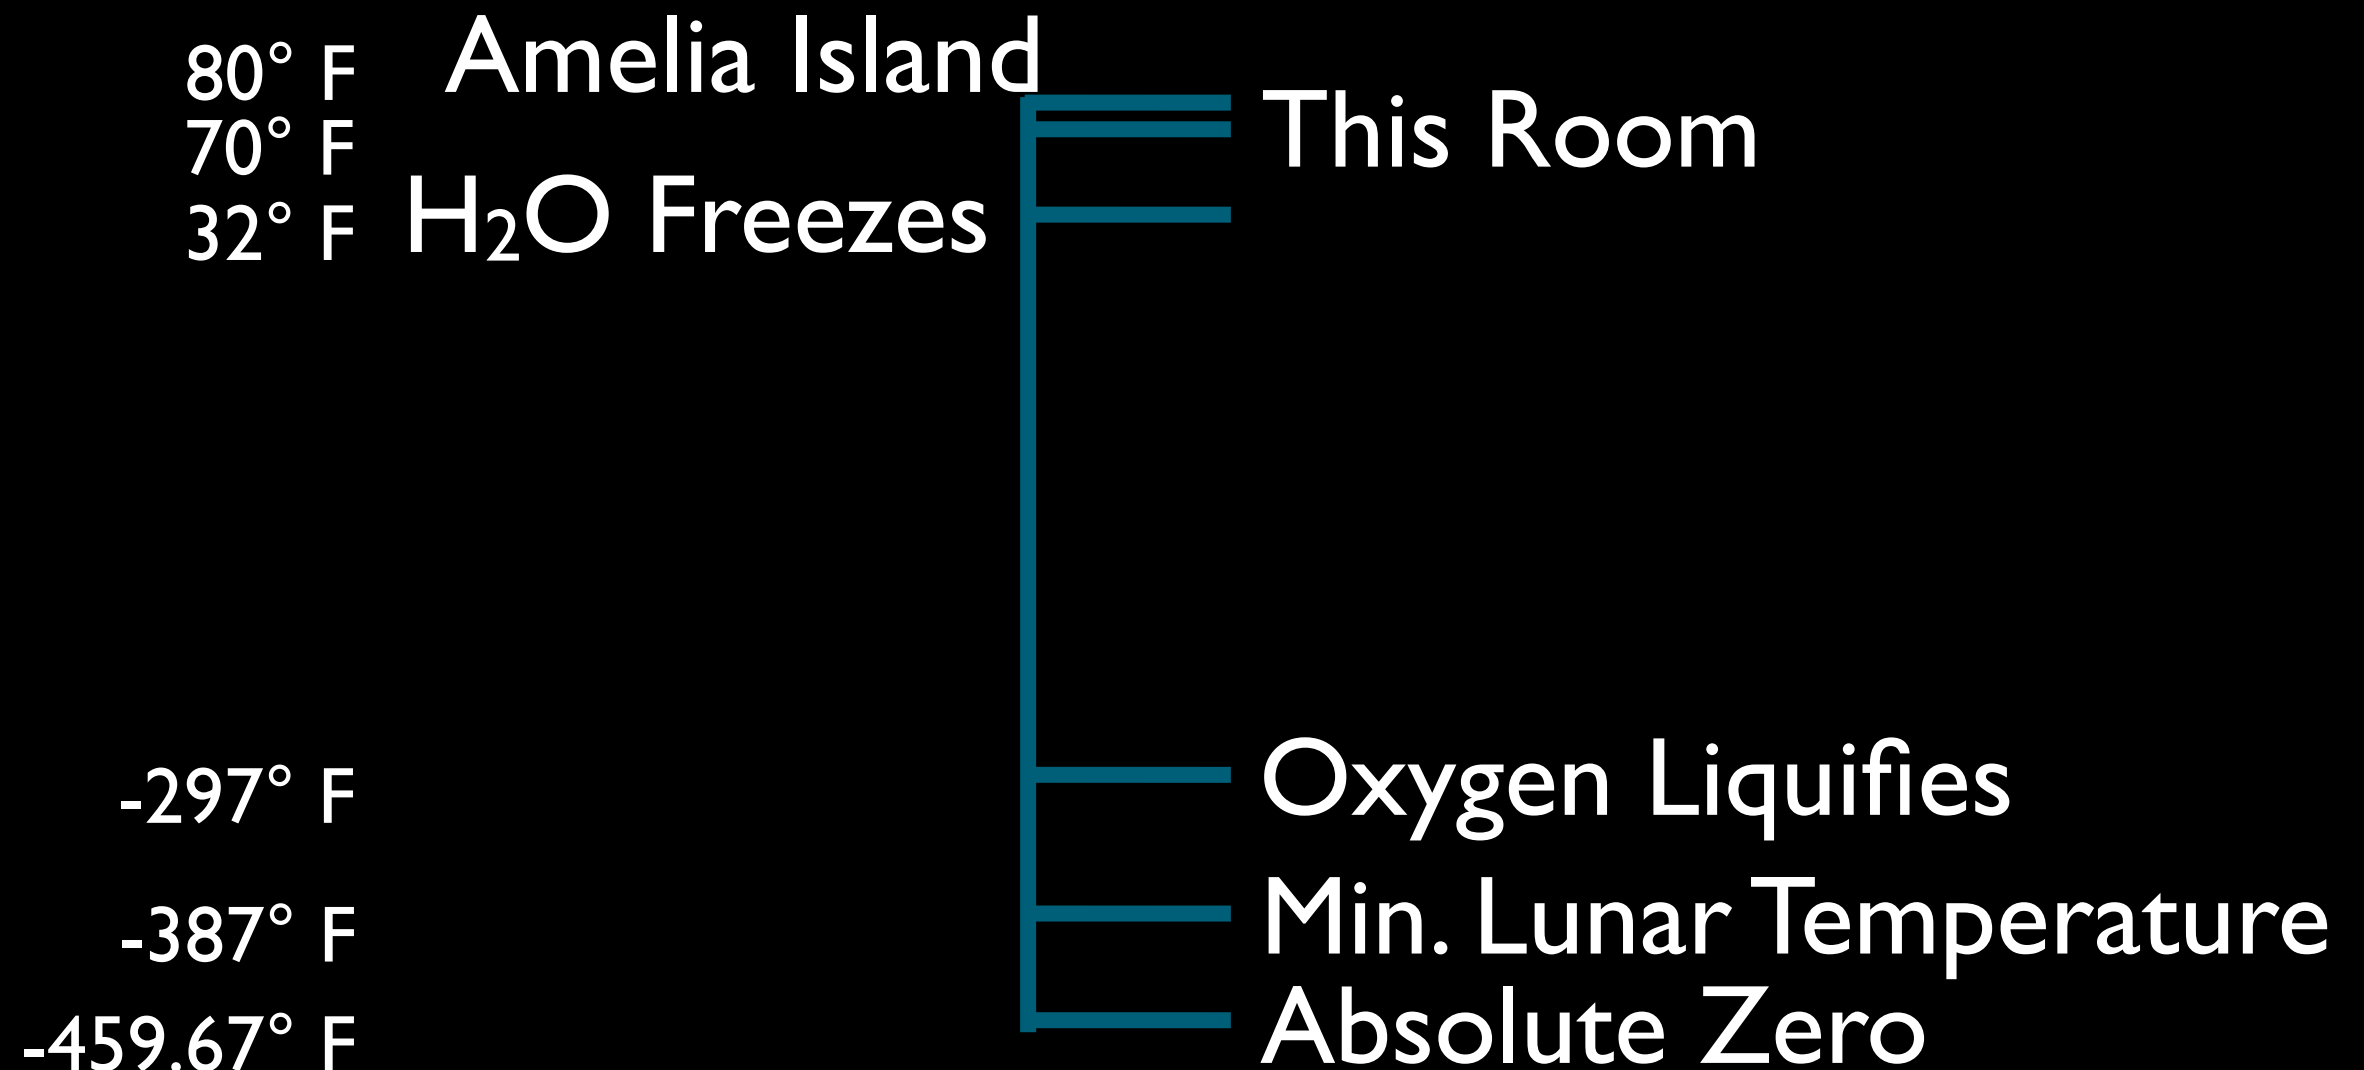 80° F Amelia Island
70° F This Room
32° F H₂O Freezes
-297° F Oxygen Liquifies
-387° F Min. Lunar Temperature
-459.67° F Absolute Zero